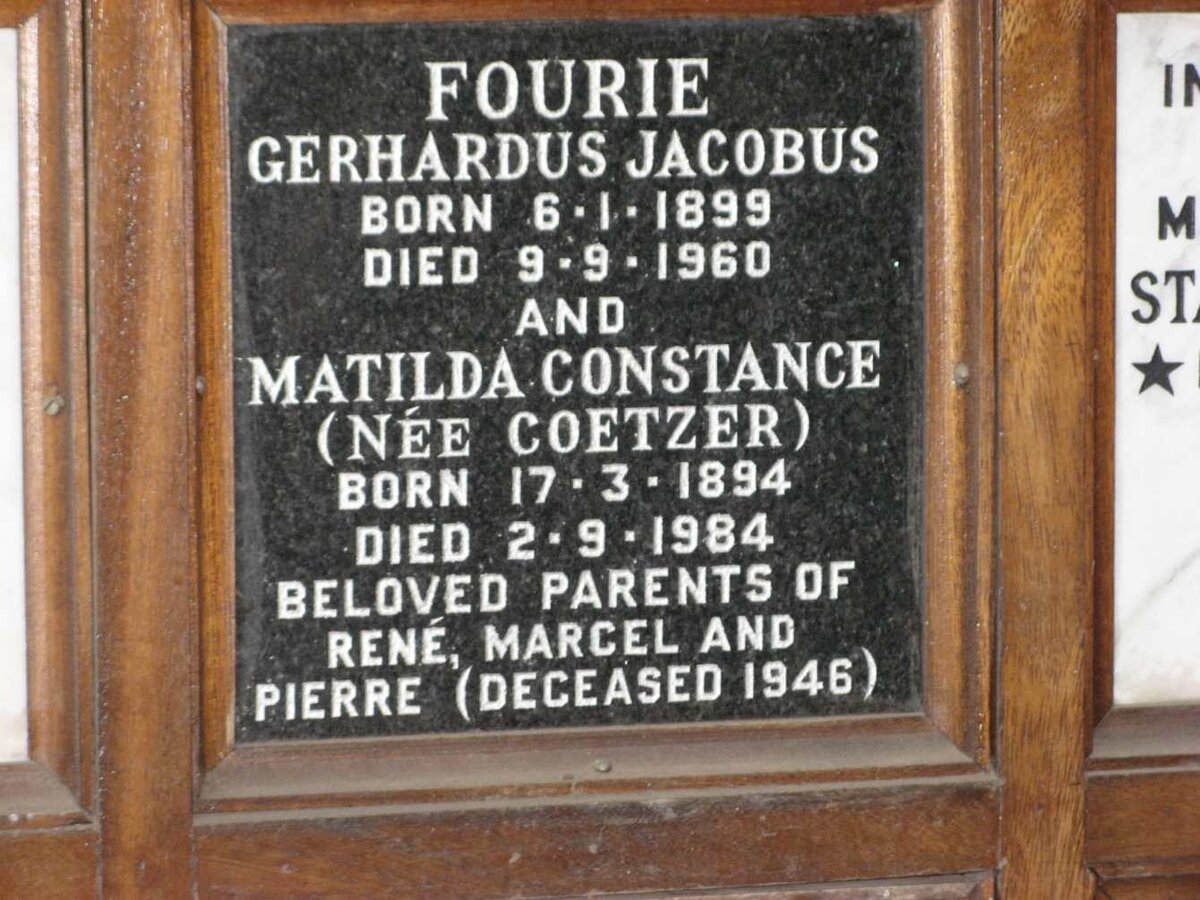 FOURIE
GERHARDUS JACOBUS
BORN 6·1·1899
DIED 9·9·1960
AND
MATILDA CONSTANCE
(NÉE COETZER)
BORN 17·3·1894
DIED 2·9·1984
BELOVED PARENTS OF
RENÉ, MARCEL AND
PIERRE (DECEASED 1946)